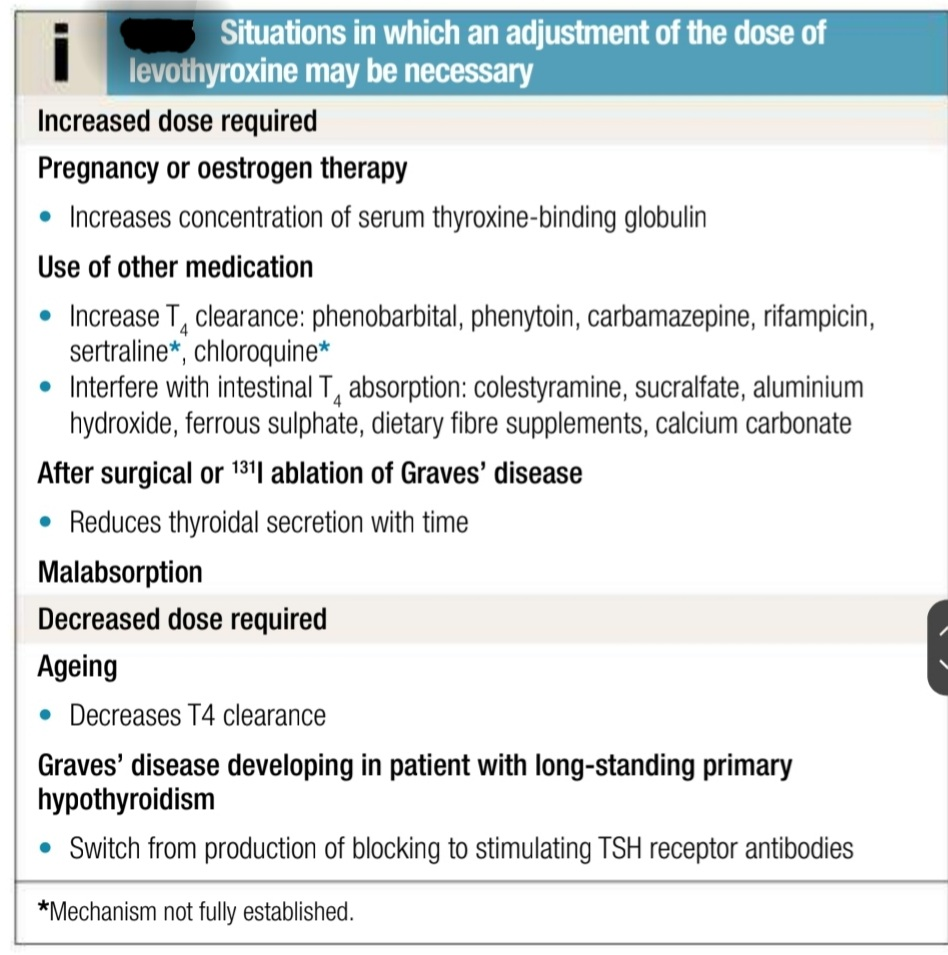 i
Situations in which an adjustment of the dose of
levothyroxine may be necessary
Increased dose required
Pregnancy or oestrogen therapy
• Increases concentration of serum thyroxine-binding globulin
Use of other medication
• Increase T₄ clearance: phenobarbital, phenytoin, carbamazepine, rifampicin,
sertraline*, chloroquine*
• Interfere with intestinal T₄ absorption: colestyramine, sucralfate, aluminium
hydroxide, ferrous sulphate, dietary fibre supplements, calcium carbonate
After surgical or ¹³¹I ablation of Graves’ disease
• Reduces thyroidal secretion with time
Malabsorption
Decreased dose required
Ageing
• Decreases T4 clearance
Graves’ disease developing in patient with long-standing primary
hypothyroidism
• Switch from production of blocking to stimulating TSH receptor antibodies
*Mechanism not fully established.